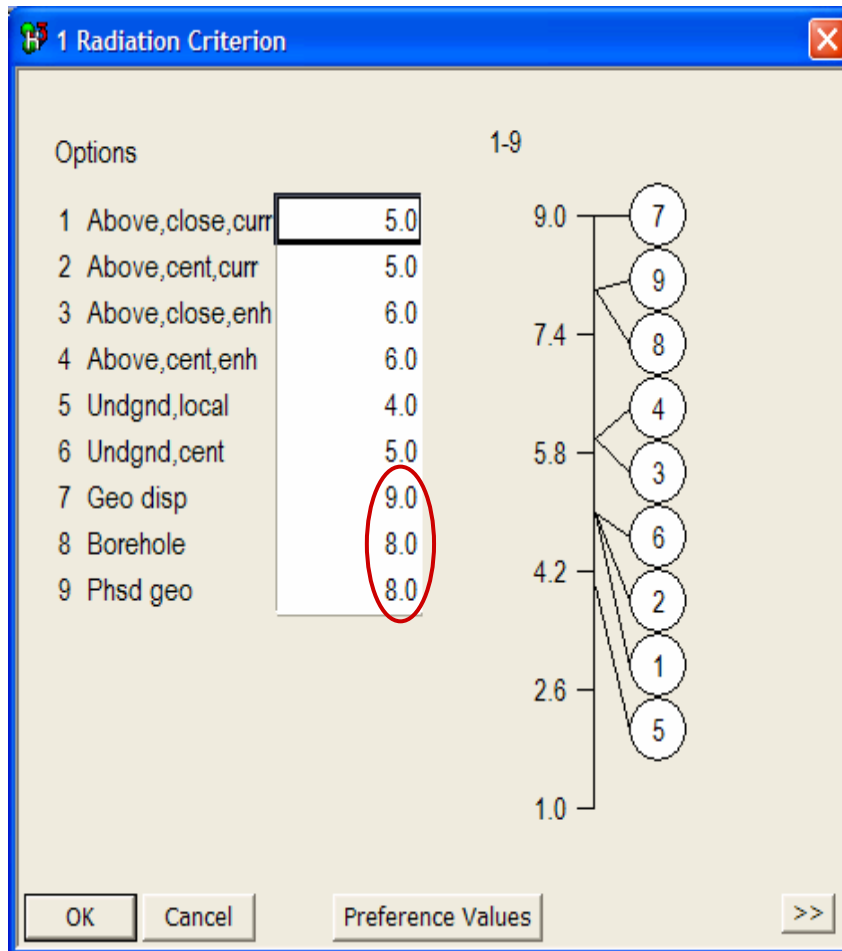 1 Radiation Criterion
Options
1-9
1 Above,close,curr 5.0
2 Above,cent,curr 5.0
3 Above,close,enh 6.0
4 Above,cent,enh 6.0
5 Undgnd,local 4.0
6 Undgnd,cent 5.0
7 Geo disp 9.0
8 Borehole 8.0
9 Phsd geo 8.0
9.0
7.4
5.8
4.2
2.6
1.0
7
9
8
4
3
6
2
1
5
OK Cancel Preference Values >>